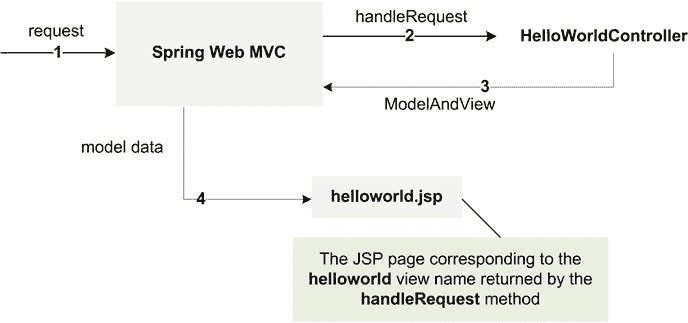 request
1
Spring Web MVC
handleRequest
2
HelloWorldController
3
ModelAndView
model data
4
helloworld.jsp
The JSP page corresponding to the
helloworld view name returned by the
handleRequest method